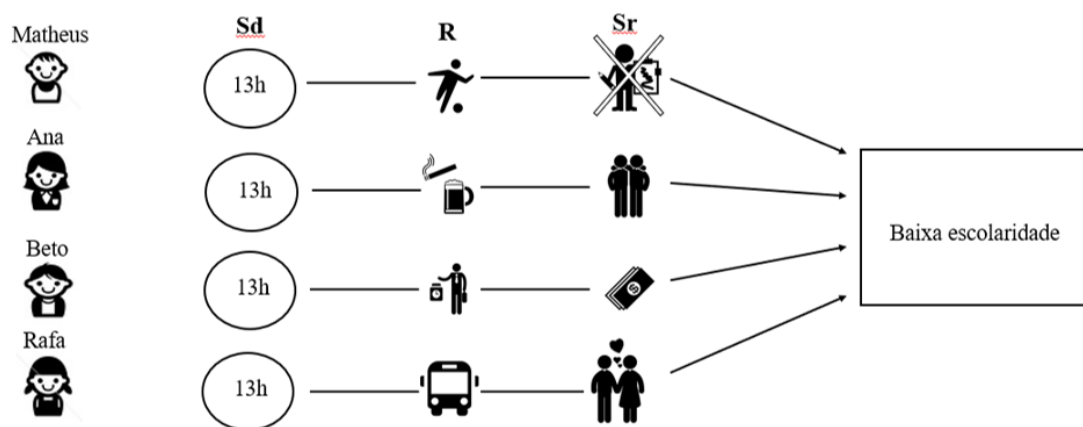 Matheus
Sd
R
Sr
13h
Ana
13h
Beto
13h
Rafa
13h
Baixa escolaridade